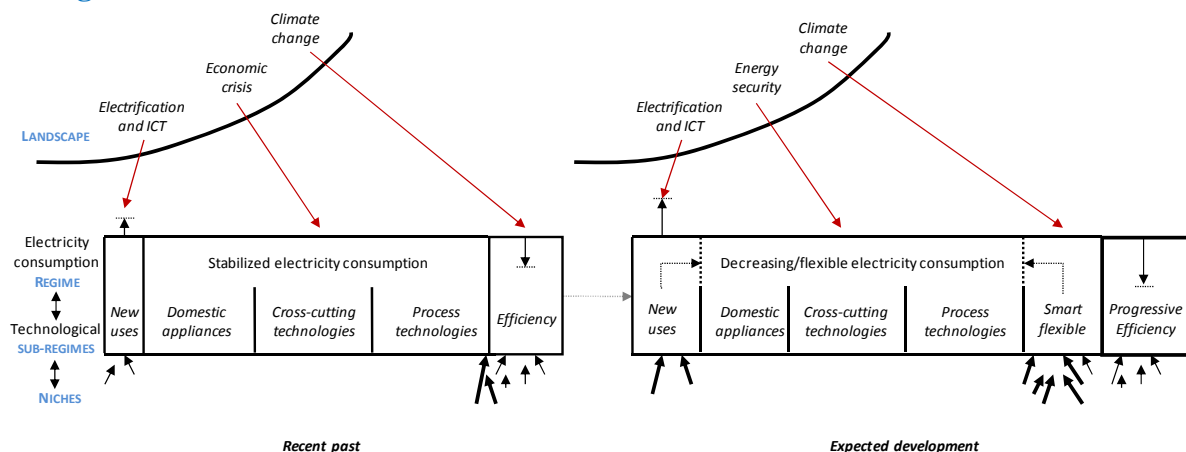 Climate
change
Economic
crisis
Electrification
and ICT
LANDSCAPE
Electricity
consumption
REGIME
Technological
SUB-REGIMES
NICHES
Stabilized electricity consumption
New
uses
Domestic
appliances
Cross-cutting
technologies
Process
technologies
Efficiency
Recent past
Climate
change
Energy
security
Electrification
and ICT
Decreasing/flexible electricity consumption
New
uses
Domestic
appliances
Cross-cutting
technologies
Process
technologies
Smart
flexible
Progressive
Efficiency
Expected development